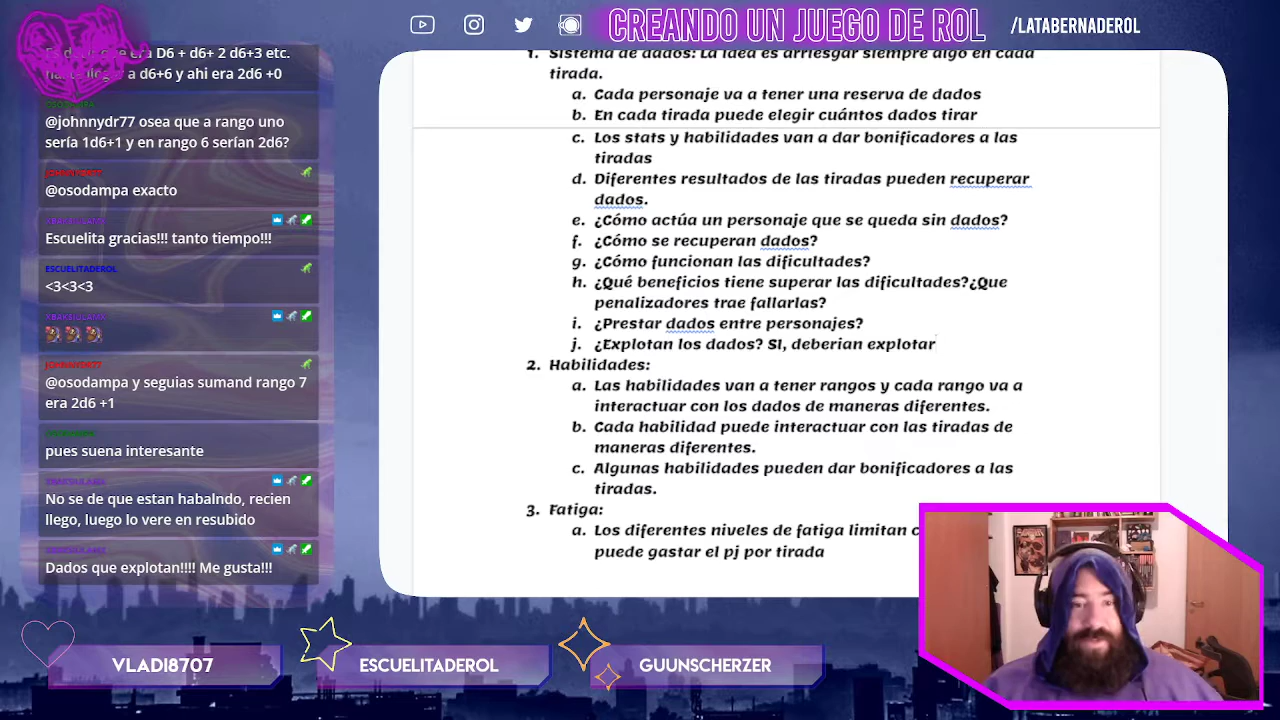 CREANDO UN JUEGO DE ROL
/LATABERNADEROL
D6 + d6+ 2 d6+3 etc.
a d6+6 y ahi era 2d6 +0
@johnnydr77 osea que a rango uno
sería 1d6+1 y en rango 6 serían 2d6?
@osodampa exacto
Escuelita gracias!!! tanto tiempo!!!
ESCUELITADEROL
<3<3<3
@osodampa y seguias sumand rango 7
era 2d6 +1
pues suena interesante
No se de que estan habalndo, recien
llego, luego lo vere en resubido
Dados que explotan!!!! Me gusta!!!
1. Sistema de dados: La idea es arriesgar siempre algo en cada
tirada.
a. Cada personaje va a tener una reserva de dados
b. En cada tirada puede elegir cuántos dados tirar
c. Los stats y habilidades van a dar bonificadores a las
tiradas
d. Diferentes resultados de las tiradas pueden recuperar
dados.
e. ¿Cómo actúa un personaje que se queda sin dados?
f. ¿Cómo se recuperan dados?
g. ¿Cómo funcionan las dificultades?
h. ¿Qué beneficios tiene superar las dificultades?¿Que
penalizadores trae fallarlas?
i. ¿Prestar dados entre personajes?
j. ¿Explotan los dados? SI, deberian explotar
2. Habilidades:
a. Las habilidades van a tener rangos y cada rango va a
interactuar con los dados de maneras diferentes.
b. Cada habilidad puede interactuar con las tiradas de
maneras diferentes.
c. Algunas habilidades pueden dar bonificadores a las
tiradas.
3. Fatiga:
a. Los diferentes niveles de fatiga limitan
puede gastar el pj por tirada
VLADI8707
ESCUELITADEROL
GUUNSCHERZER